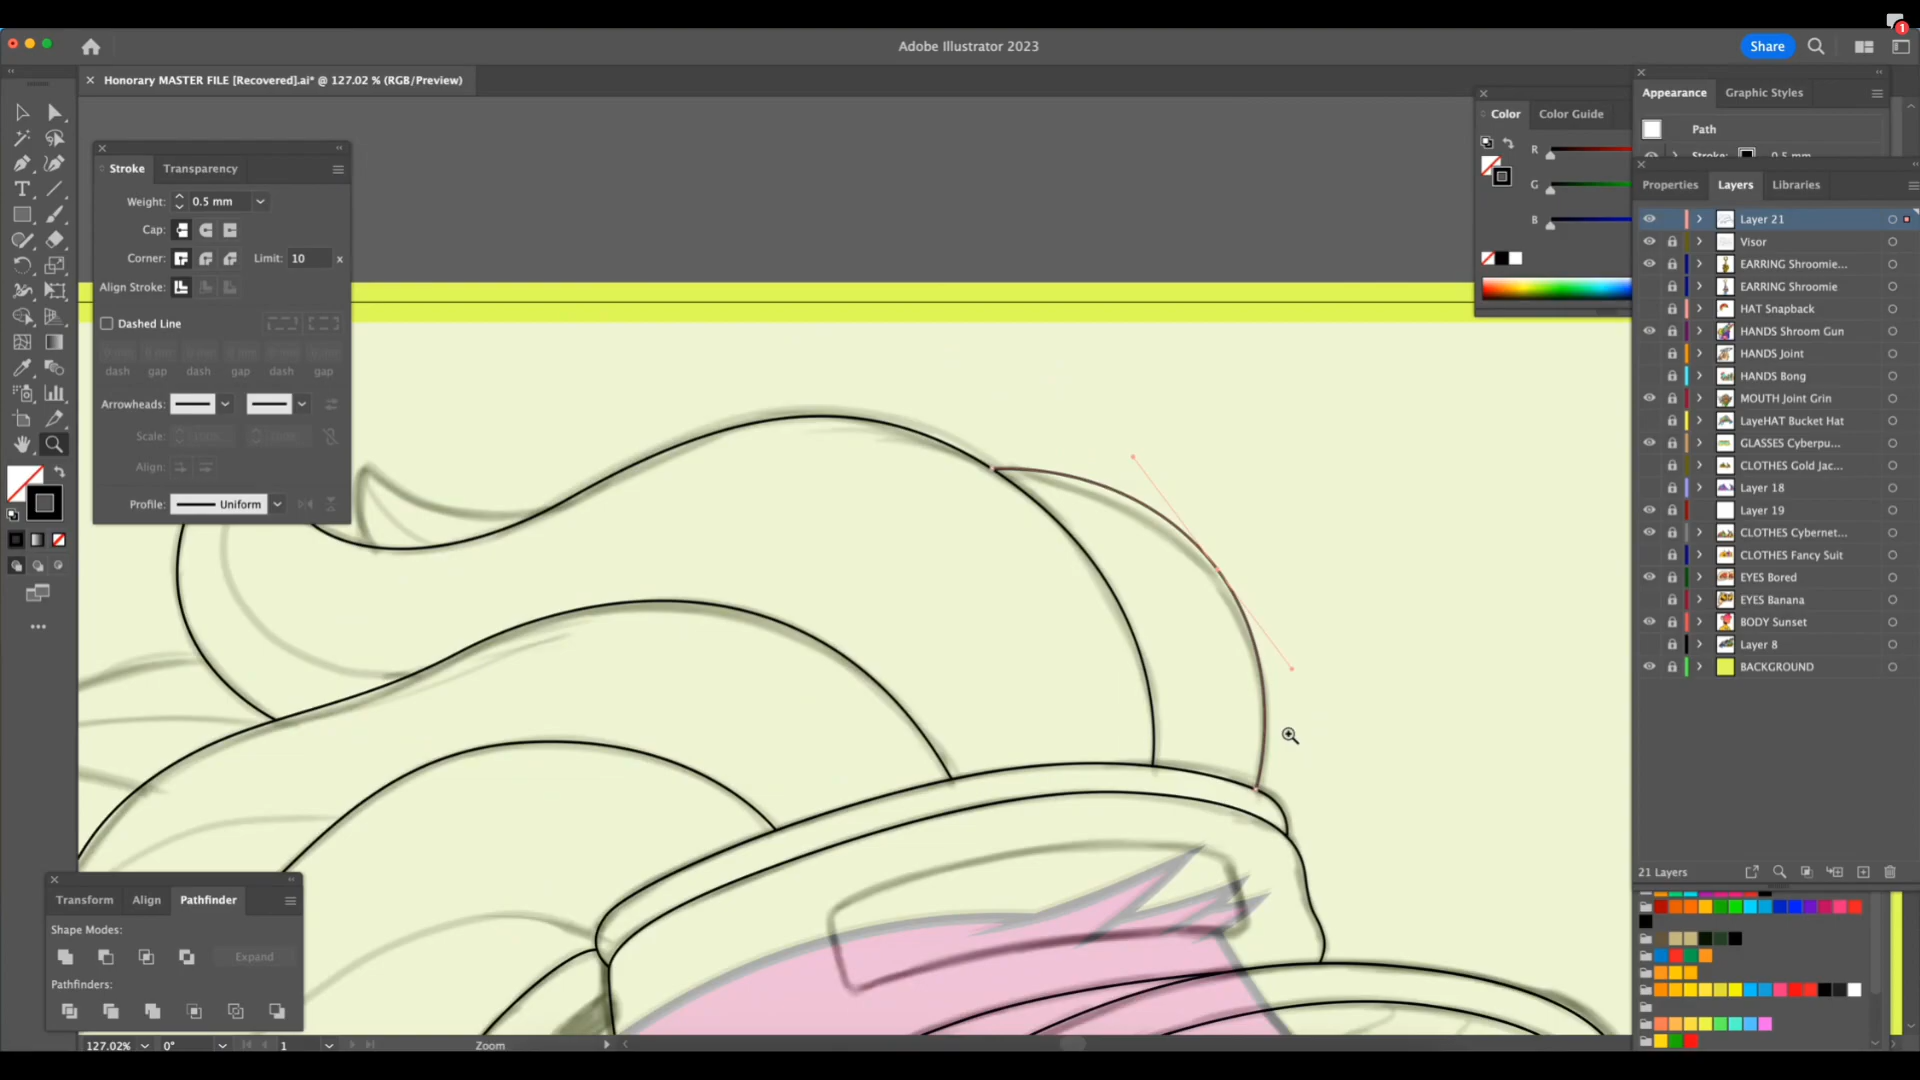 1
Adobe Illustrator 2023
Share
Honorary MASTER FILE [Recovered].ai* @ 127.02 % (RGB/Preview)
Appearance
Graphic Styles
Path
Stroke: 0.5 mm
Color
Color Guide
R
G
B
Stroke
Transparency
Weight: 0.5 mm
Cap:
Corner: Limit: 10 x
Align Stroke:
Dashed Line
dash gap dash gap dash gap
Arrowheads:
Scale:
Align:
Profile: Uniform
Properties
Layers
Libraries
Layer 21
Visor
EARRING Shroomie...
EARRING Shroomie
HAT Snapback
HANDS Shroom Gun
HANDS Joint
HANDS Bong
MOUTH Joint Grin
LayeHAT Bucket Hat
GLASSES Cyberpu...
CLOTHES Gold Jac...
Layer 18
Layer 19
CLOTHES Cybernet...
CLOTHES Fancy Suit
EYES Bored
EYES Banana
BODY Sunset
Layer 8
BACKGROUND
21 Layers
Transform
Align
Pathfinder
Shape Modes:
Expand
Pathfinders:
127.02%
0°
1
Zoom